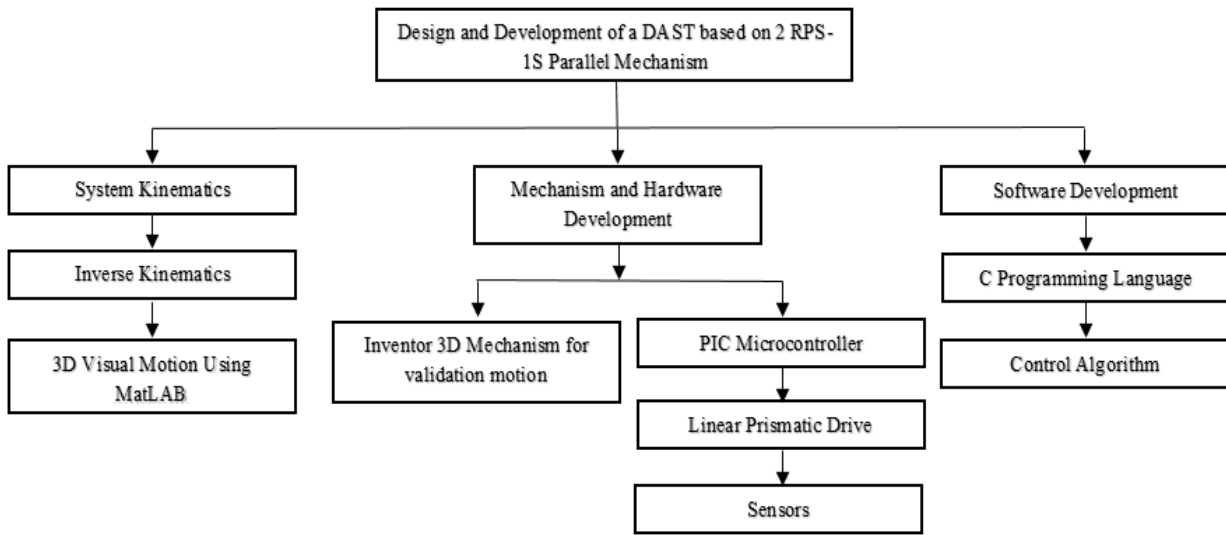 Design and Development of a DAST based on 2 RPS-
1S Parallel Mechanism
System Kinematics
Mechanism and Hardware
Development
Software Development
Inverse Kinematics
C Programming Language
3D Visual Motion Using
MatLAB
Inventor 3D Mechanism for
validation motion
PIC Microcontroller
Control Algorithm
Linear Prismatic Drive
Sensors